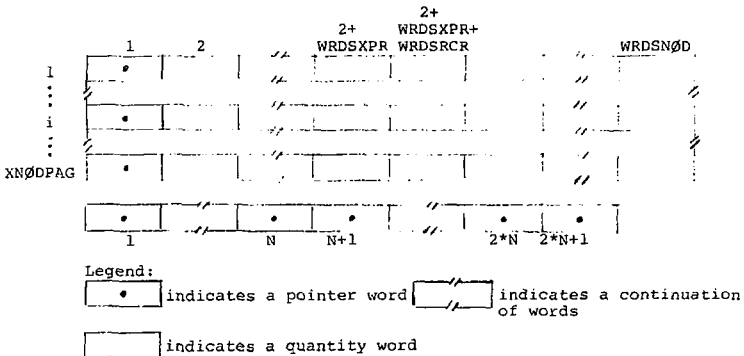 2+
2+ WRDSXPR+
1 2 WRDSXPR WRDSRCR WRDSNØD
1
i
XNØDPAG
1 N N+1 2*N 2*N+1
Legend:
indicates a pointer word indicates a continuation
of words
indicates a quantity word